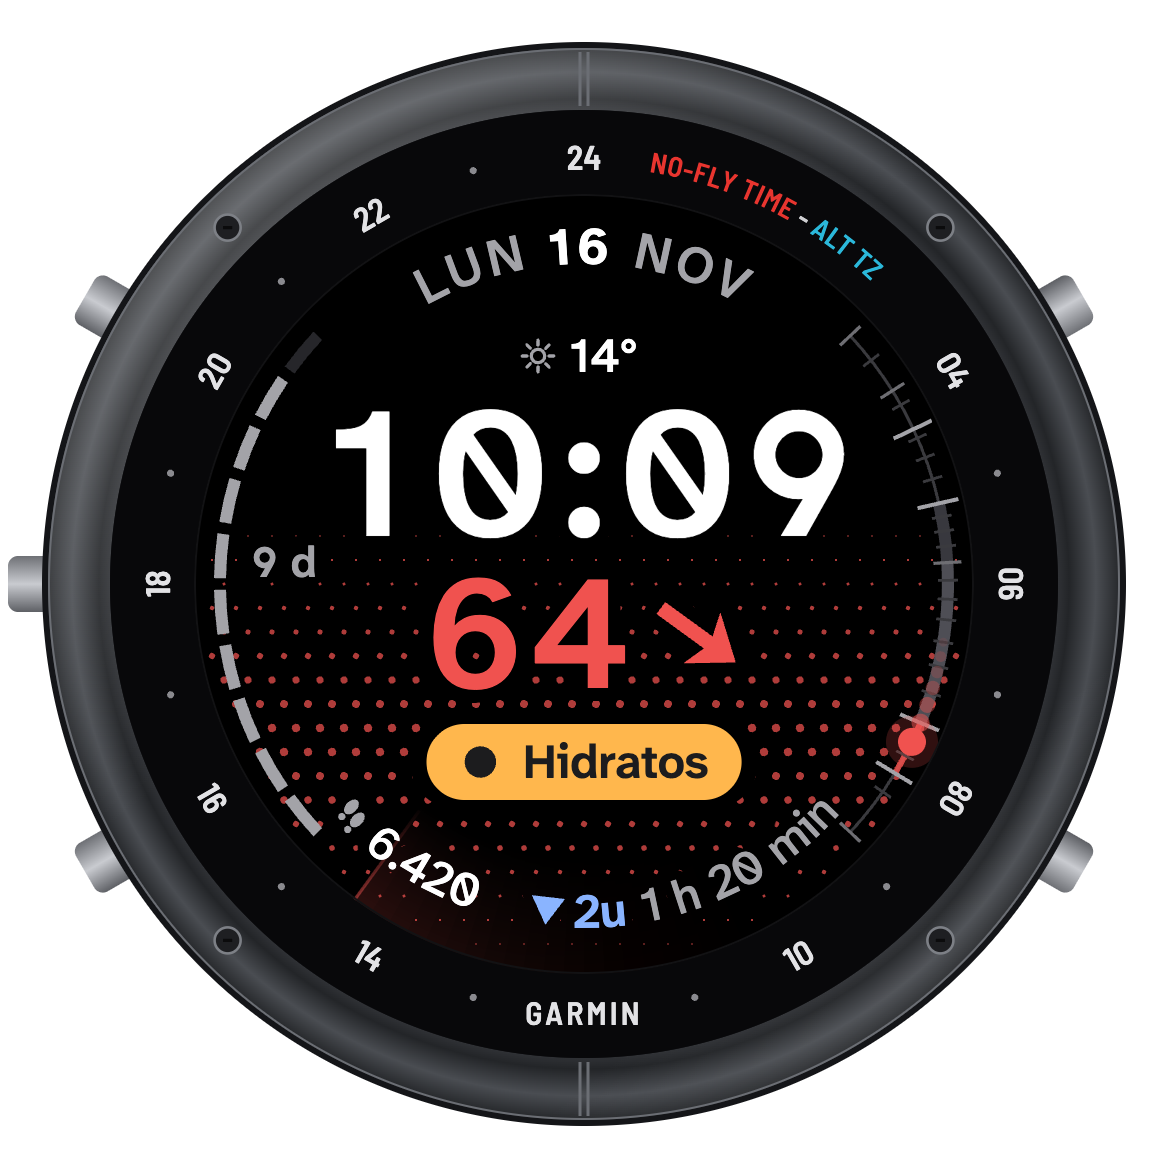 24
NO-FLY TIME - ALT TZ
22
LUN 16 NOV
14°
20
04
10:09
9 d
64
18
06
Hidratos
16
08
6.420
2u
1 h 20 min
14
10
GARMIN